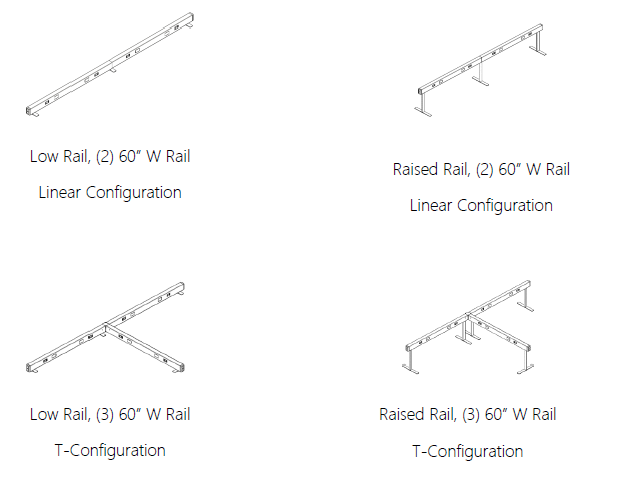 Low Rail, (2) 60” W Rail
Linear Configuration
Raised Rail, (2) 60” W Rail
Linear Configuration
Low Rail, (3) 60” W Rail
T-Configuration
Raised Rail, (3) 60” W Rail
T-Configuration